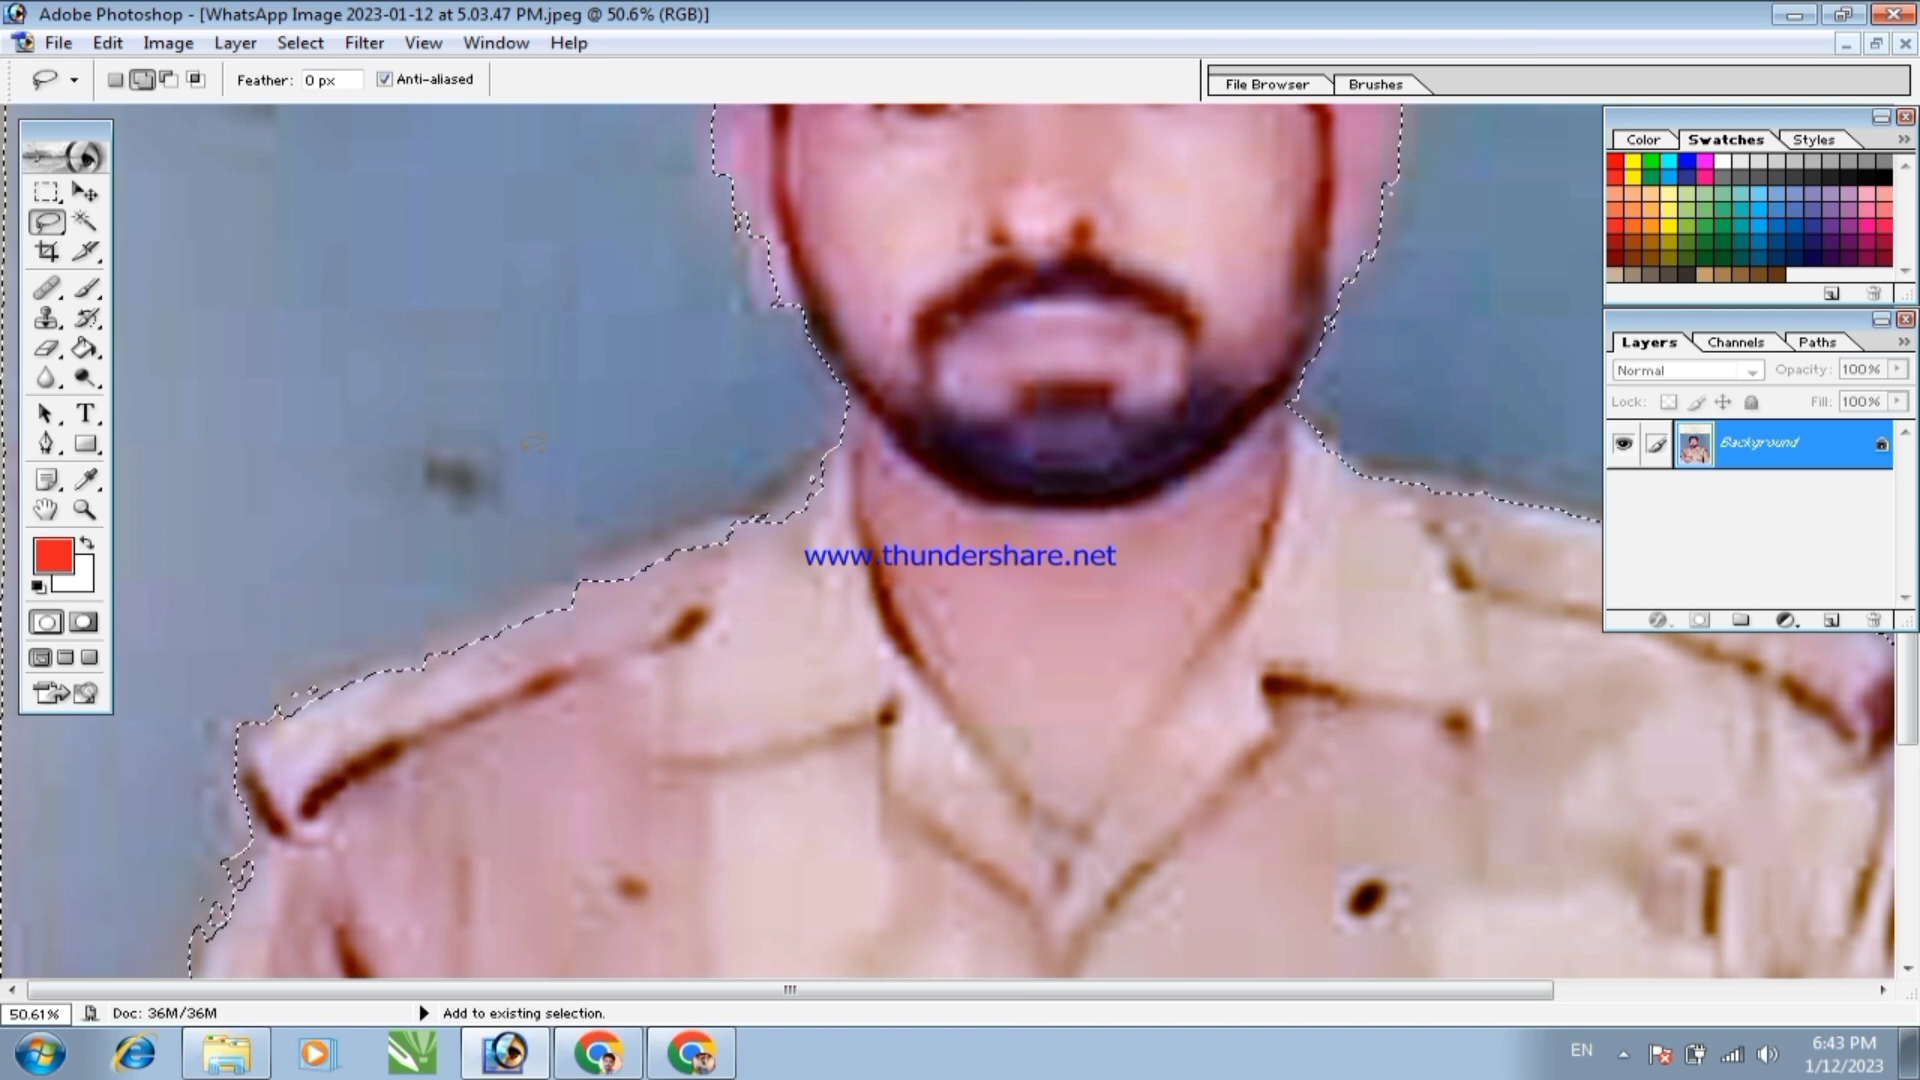 Adobe Photoshop - [WhatsApp Image 2023-01-12 at 5.03.47 PM.jpeg @ 50.6% (RGB)]
File Edit Image Layer Select Filter View Window Help
Feather: 0 px Anti-aliased
File Browser Brushes
Color Swatches Styles
Layers Channels Paths
Normal Opacity: 100%
Lock: Fill: 100%
Background
T
www.thundershare.net
50.61% Doc: 36M/36M Add to existing selection.
EN
6:43 PM
1/12/2023